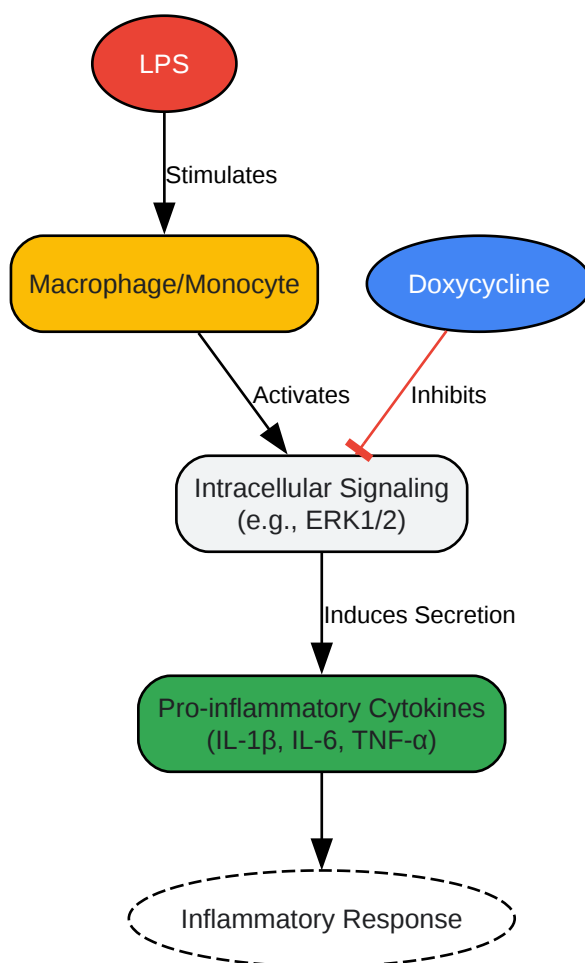 LPS
Stimulates
Macrophage/Monocyte
Doxycycline
Activates
Inhibits
Intracellular Signaling
(e.g., ERK1/2)
Induces Secretion
Pro-inflammatory Cytokines
(IL-1β, IL-6, TNF-α)
Inflammatory Response